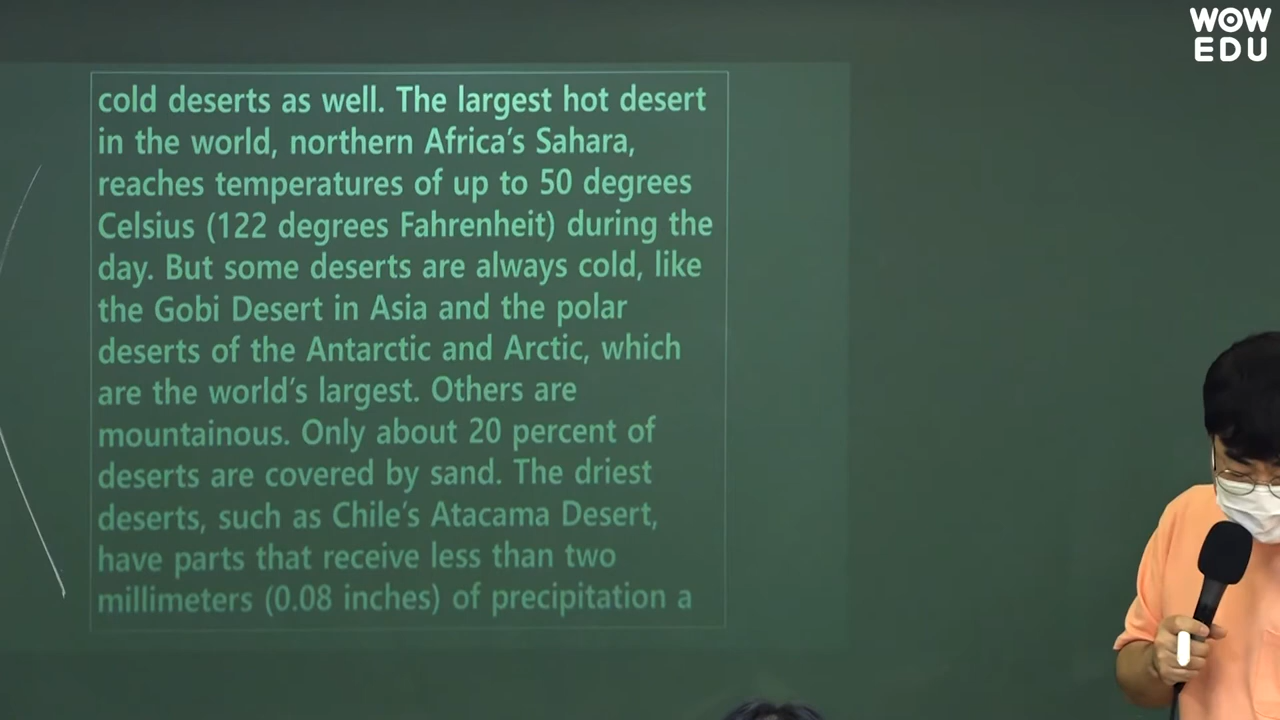 WOW
EDU
cold deserts as well. The largest hot desert
in the world, northern Africa's Sahara,
reaches temperatures of up to 50 degrees
Celsius (122 degrees Fahrenheit) during the
day. But some deserts are always cold, like
the Gobi Desert in Asia and the polar
deserts of the Antarctic and Arctic, which
are the world's largest. Others are
mountainous. Only about 20 percent of
deserts are covered by sand. The driest
deserts, such as Chile's Atacama Desert,
have parts that receive less than two
millimeters (0.08 inches) of precipitation a